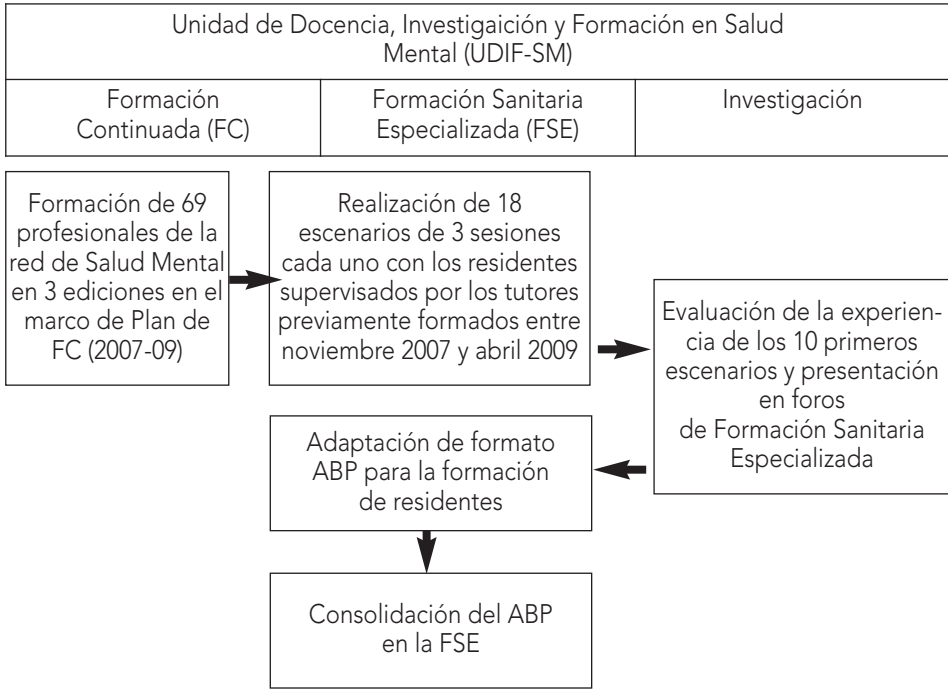 Unidad de Docencia, Investigaición y Formación en Salud
Mental (UDIF-SM)
Formación
Continuada (FC)
Formación Sanitaria
Especializada (FSE)
Investigación
Formación de 69
profesionales de la
red de Salud Mental
en 3 ediciones en el
marco de Plan de
FC (2007-09)
Realización de 18
escenarios de 3 sesiones
cada uno con los residentes
supervisados por los tutores
previamente formados entre
noviembre 2007 y abril 2009
Evaluación de la experien-
cia de los 10 primeros
escenarios y presentación
en foros
de Formación Sanitaria
Especializada
Adaptación de formato
ABP para la formación
de residentes
Consolidación del ABP
en la FSE